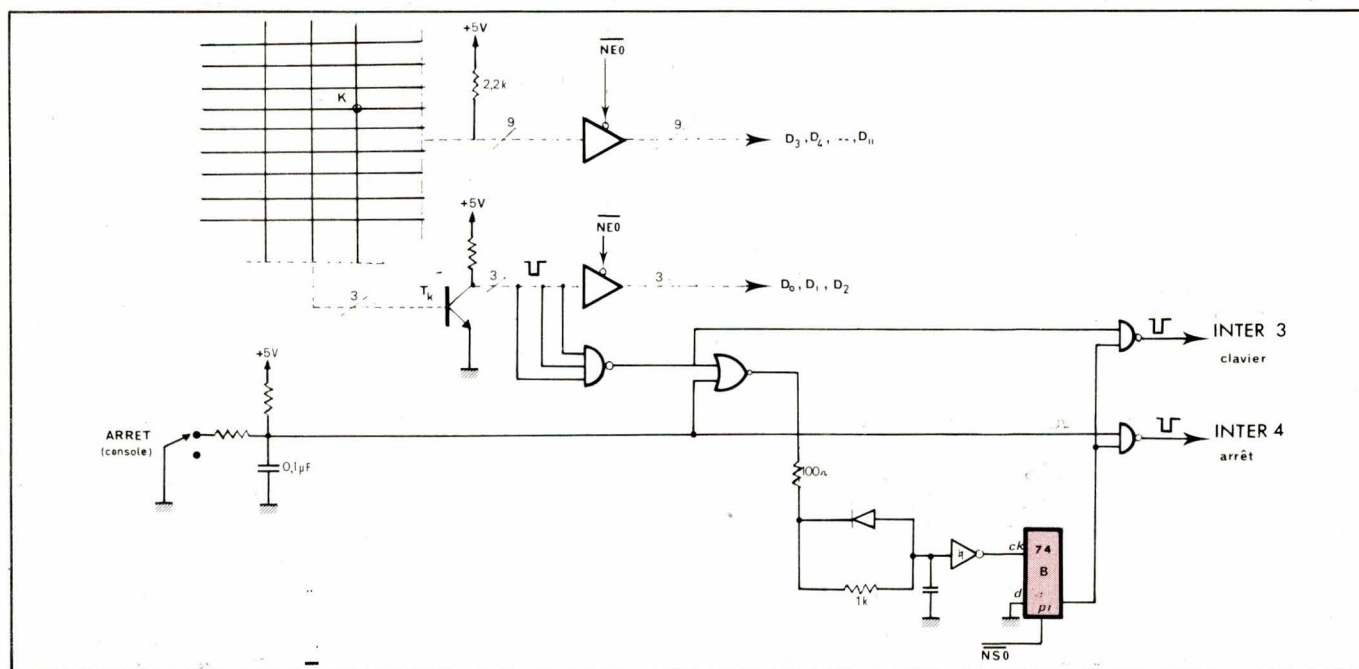 +5V
NE0
2,2k
K
9
9
D3, D4, --, D11
+5V
NE0
Tk
3
3
3
D0, D1, D2
+5V
INTER 3
clavier
ARRET
(console)
0,1µF
INTER 4
arrêt
100Ω
ck
74
B
d
pr
1k
NS0